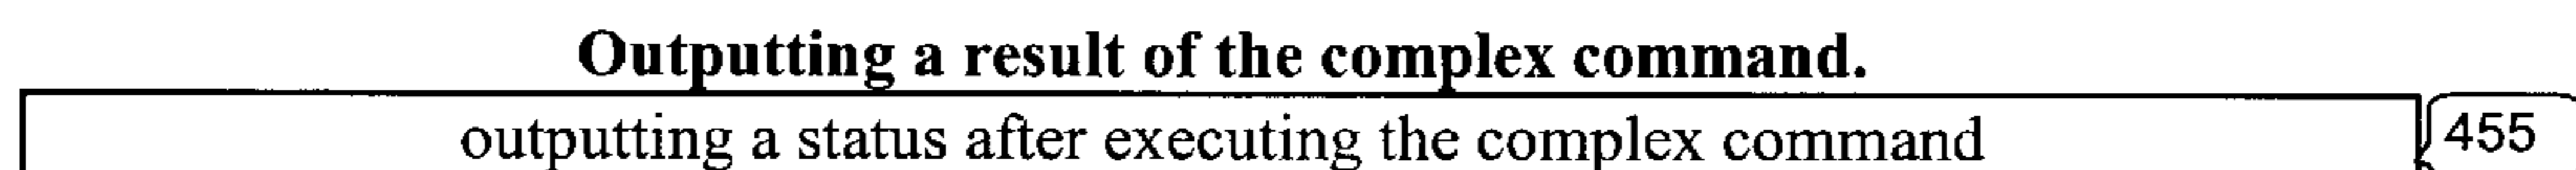 Outputting a result of the complex command.
outputting a status after executing the complex command
455